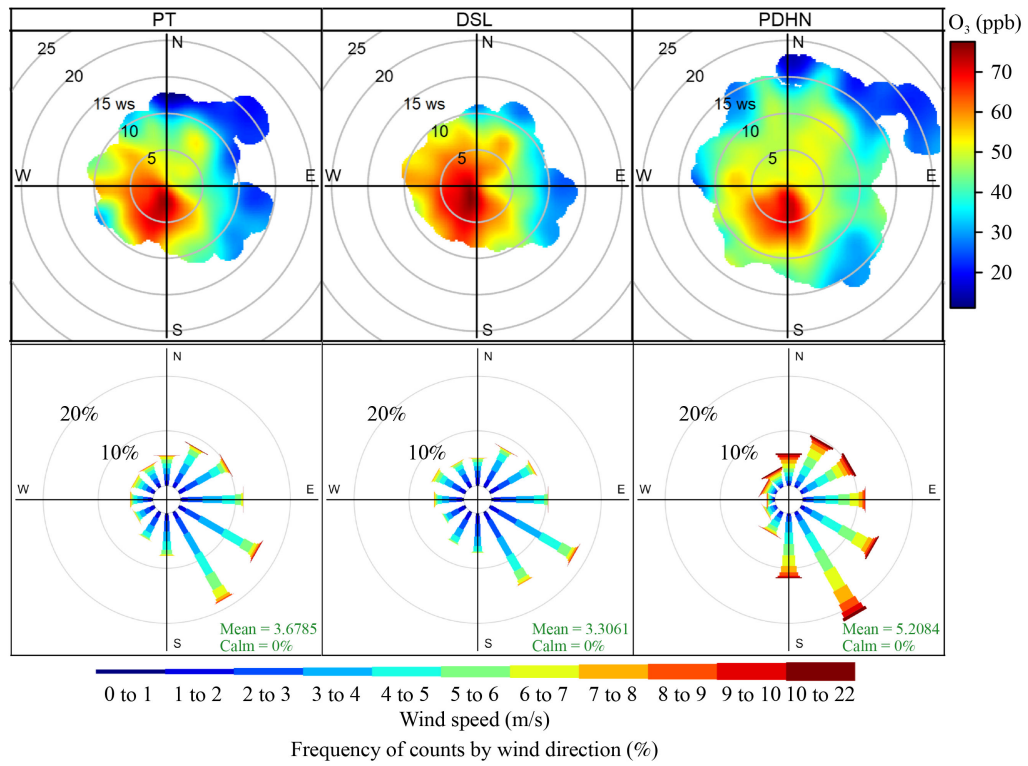 PT DSL PDHN O₃ (ppb)
25 N 25 N 25 N
20 20 20
15 ws 15 ws 15 ws
10 10 10
5 5 5
W E W E W E
S S S
70
60
50
40
30
20
N N N
20% 20% 20%
10% 10% 10%
W E W E W E
S S S
Mean = 3.6785 Mean = 3.3061 Mean = 5.2084
Calm = 0% Calm = 0% Calm = 0%
0 to 1 1 to 2 2 to 3 3 to 4 4 to 5 5 to 6 6 to 7 7 to 8 8 to 9 9 to 10 10 to 22
Wind speed (m/s)
Frequency of counts by wind direction (%)